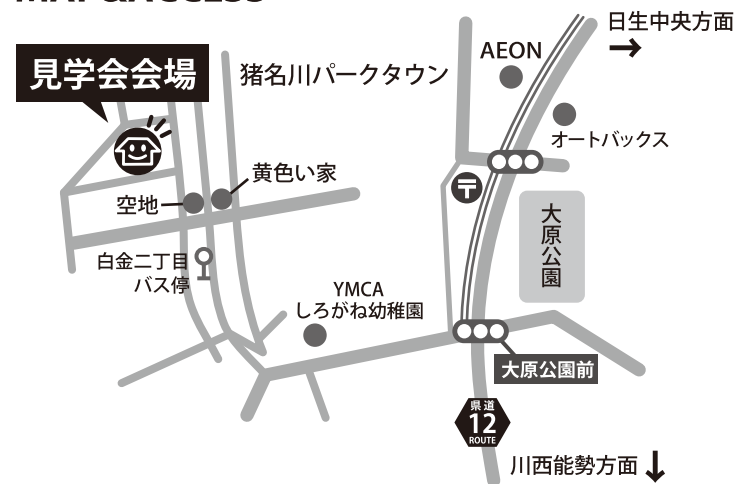 MAP &ACCESS
日生中央方面
→
見学会会場
猪名川パークタウン
AEON
オートバックス
黄色い家
空地
〒
大原公園
白金二丁目
バス停
YMCA
しろがね幼稚園
大原公園前
県道
12
ROUTE
川西能勢方面 ↓